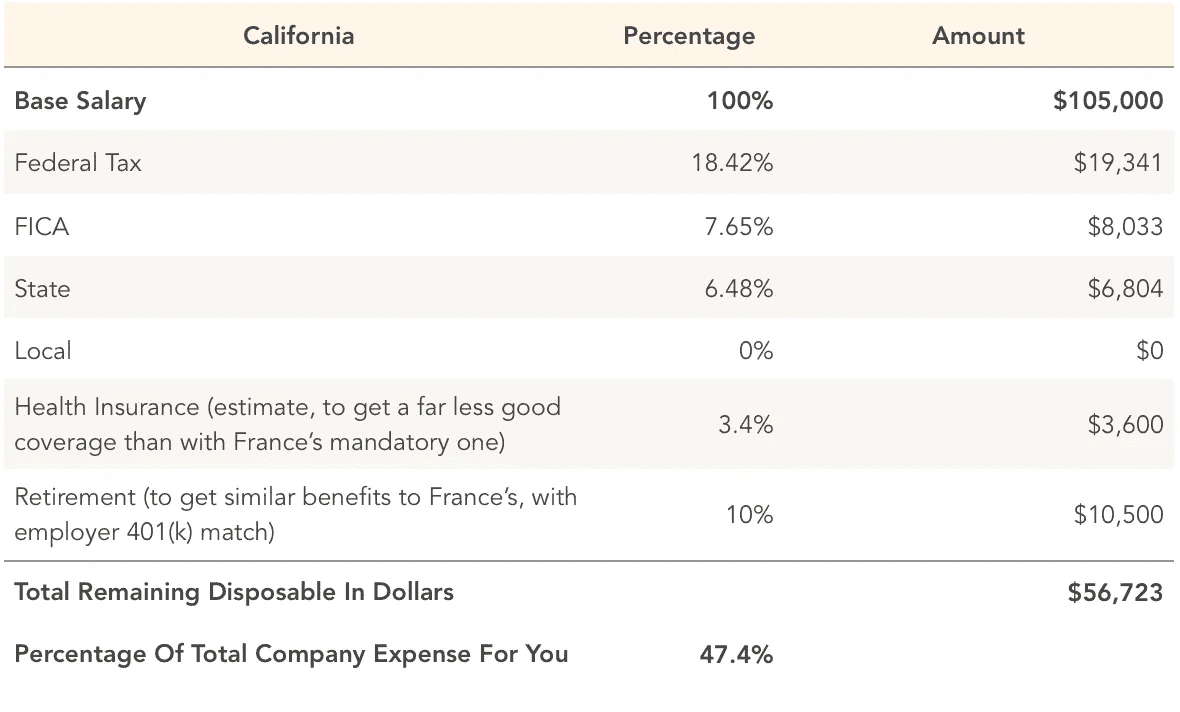 California Percentage Amount
Base Salary 100% $105,000
Federal Tax 18.42% $19,341
FICA 7.65% $8,033
State 6.48% $6,804
Local 0% $0
Health Insurance (estimate, to get a far less good
coverage than with France’s mandatory one) 3.4% $3,600
Retirement (to get similar benefits to France’s, with
employer 401(k) match) 10% $10,500
Total Remaining Disposable In Dollars $56,723
Percentage Of Total Company Expense For You 47.4%